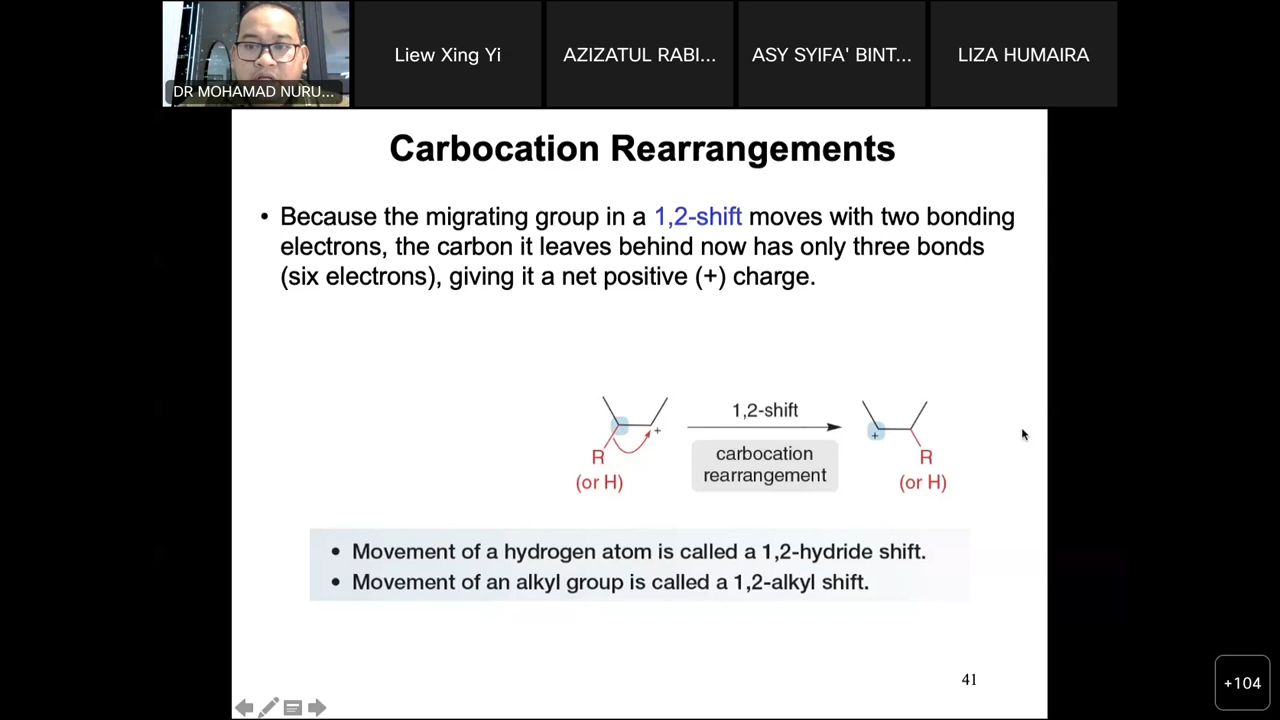 Liew Xing Yi
AZIZATUL RABI...
ASY SYIFA' BINT...
LIZA HUMAIRA
DR MOHAMAD NURU...
Carbocation Rearrangements
• Because the migrating group in a 1,2-shift moves with two bonding
electrons, the carbon it leaves behind now has only three bonds
(six electrons), giving it a net positive (+) charge.
1,2-shift
+
+
carbocation
rearrangement
R
(or H)
R
(or H)
• Movement of a hydrogen atom is called a 1,2-hydride shift.
• Movement of an alkyl group is called a 1,2-alkyl shift.
41
+104